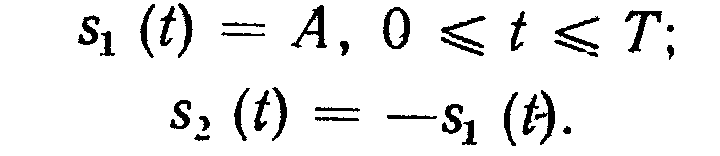 s₁ (t) = A, 0 ⩽ t ⩽ T;
s₂ (t) = —s₁ (t).